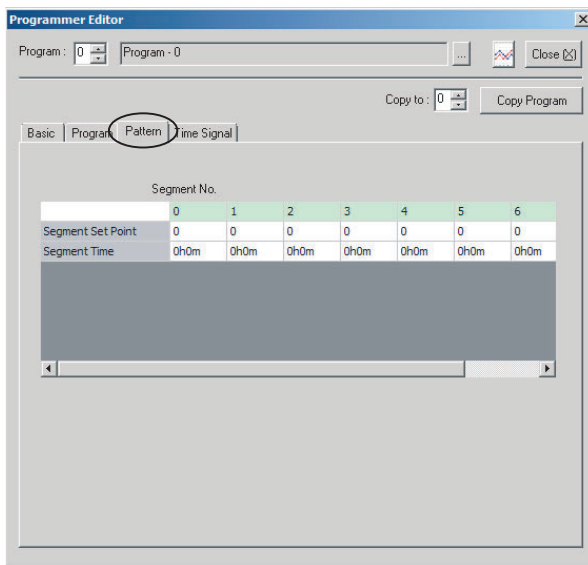 Programmer Editor
Program : 0 Program - 0 ... Close (X)
Copy to : 0 Copy Program
Basic Program Pattern Time Signal
Segment No.
0 1 2 3 4 5 6
Segment Set Point 0 0 0 0 0 0 0
Segment Time 0h0m 0h0m 0h0m 0h0m 0h0m 0h0m 0h0m